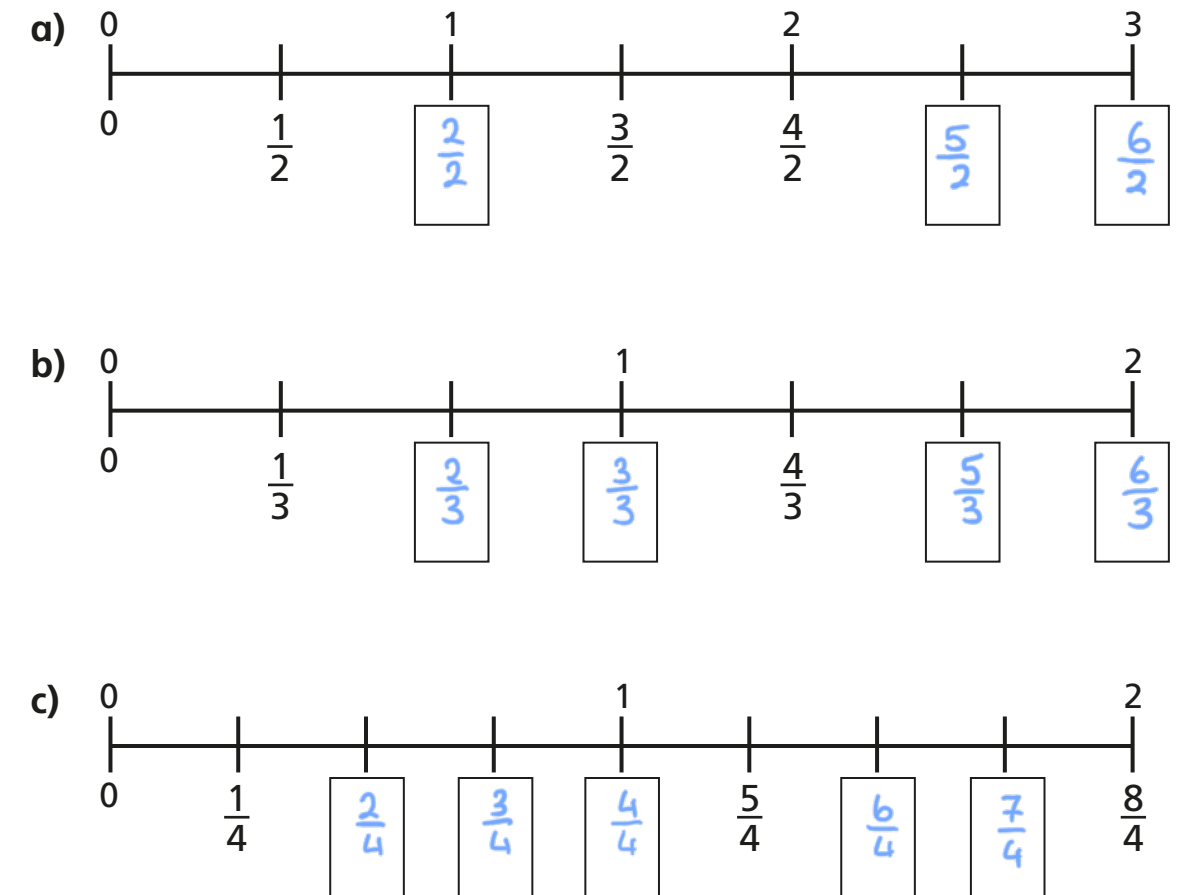 a) 0 1 2 3
0 1/2 2/2 3/2 4/2 5/2 6/2
b) 0 1 2
0 1/3 2/3 3/3 4/3 5/3 6/3
c) 0 1 2
0 1/4 2/4 3/4 4/4 5/4 6/4 7/4 8/4